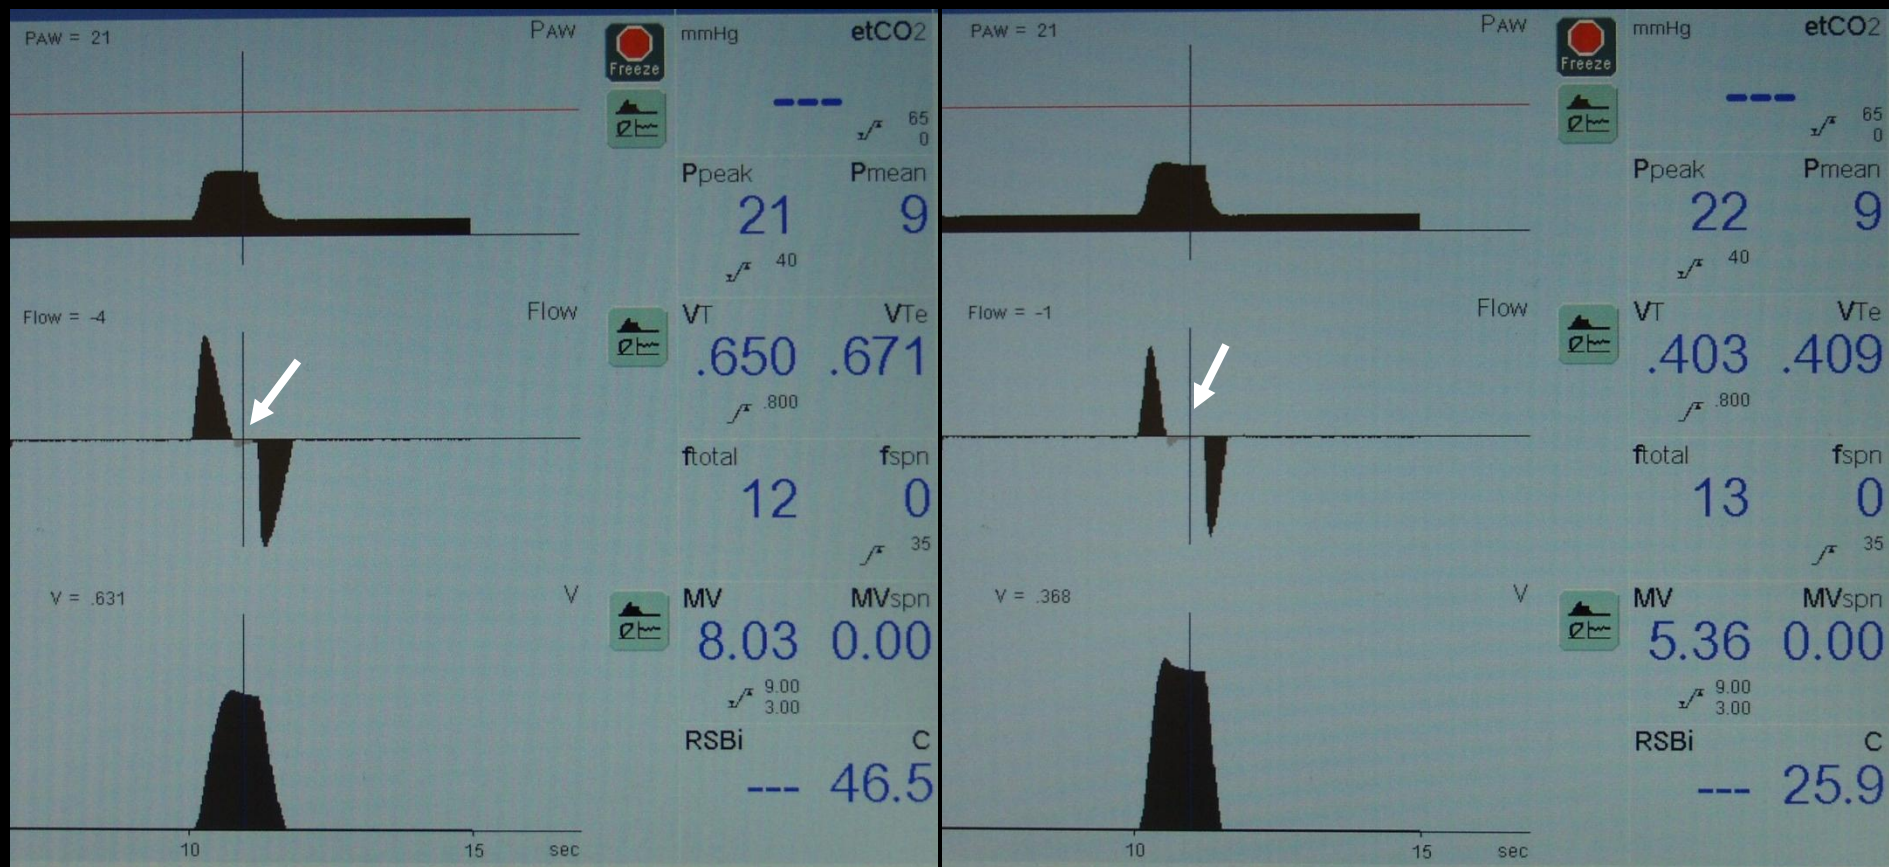 PAW = 21
PAW
Freeze
mmHg
etCO2
---
65
0
Ppeak
Pmean
21
9
40
Flow = -4
Flow
VT
VTe
.650
.671
.800
ftotal
fspn
12
0
35
V = .631
V
MV
MVspn
8.03
0.00
9.00
3.00
RSBi
C
---
46.5
10
15
sec
PAW = 21
PAW
Freeze
mmHg
etCO2
---
65
0
Ppeak
Pmean
22
9
40
Flow = -1
Flow
VT
VTe
.403
.409
.800
ftotal
fspn
13
0
35
V = .368
V
MV
MVspn
5.36
0.00
9.00
3.00
RSBi
C
---
25.9
10
15
sec